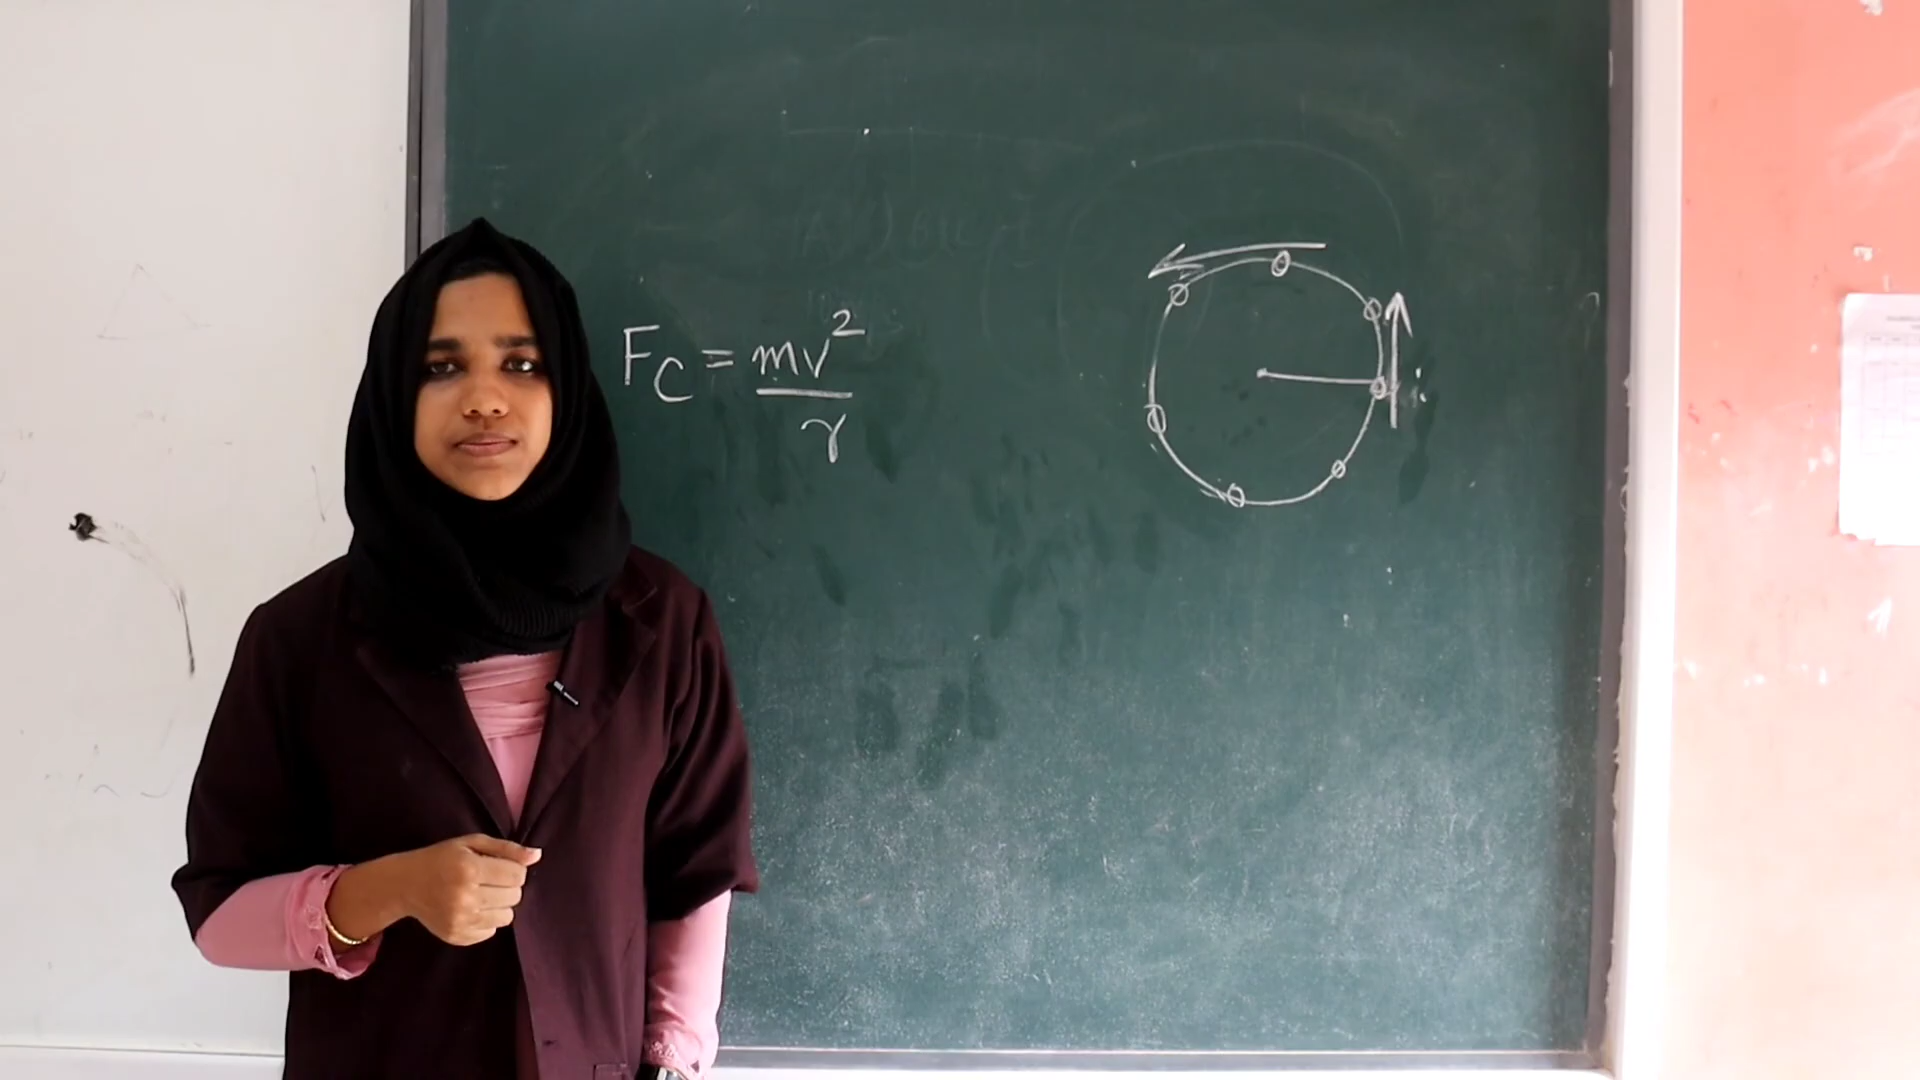 Fc = mv²
r